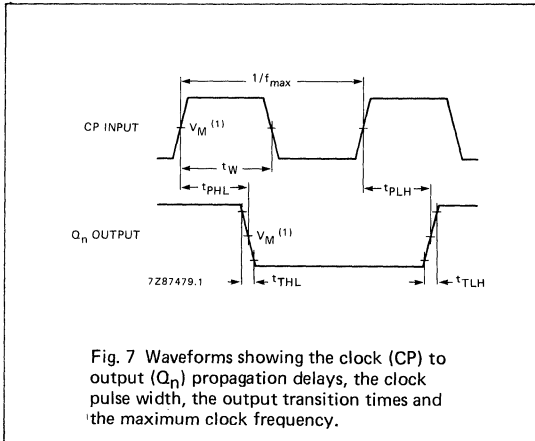 1/fmax
CP INPUT
VM (1)
tW
tPHL
tPLH
Qn OUTPUT
VM (1)
7Z87479.1
tTHL
tTLH
Fig. 7 Waveforms showing the clock (CP) to
output (Qn) propagation delays, the clock
pulse width, the output transition times and
the maximum clock frequency.